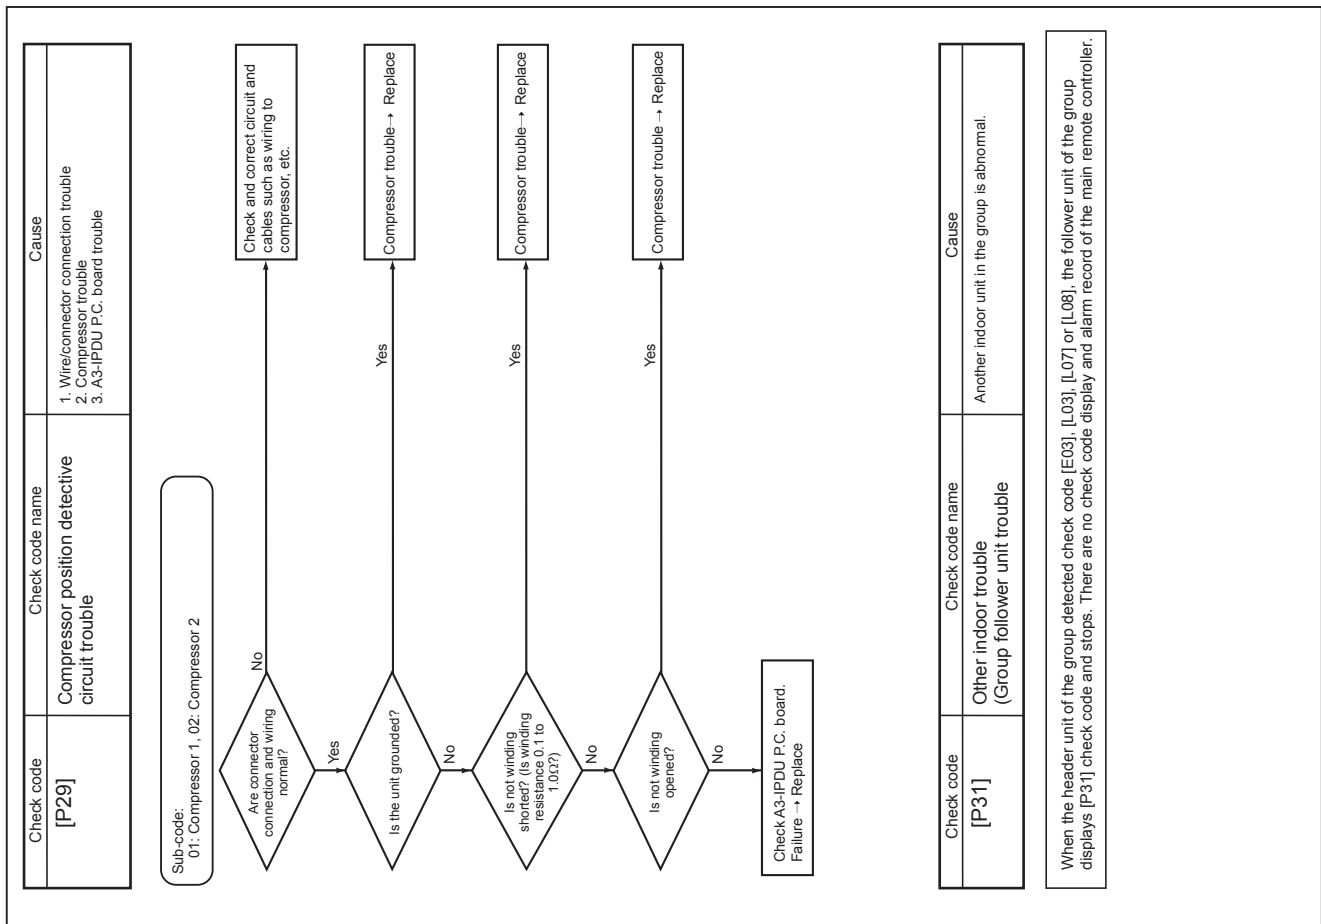 Check code
Check code name
Cause
[P29]
Compressor position detective
circuit trouble
1. Wire/connector connection trouble
2. Compressor trouble
3. A3-IPDU P.C. board trouble
Sub-code:
01: Compressor 1, 02: Compressor 2
Are connector
connection and wiring
normal?
No
Check and correct circuit and
cables such as wiring to
compressor, etc.
Yes
Is the unit grounded?
Yes
Compressor trouble→ Replace
No
Is not winding
shorted? (Is winding
resistance 0.1 to
1.0Ω?)
Yes
Compressor trouble→ Replace
No
Is not winding
opened?
Yes
Compressor trouble → Replace
No
Check A3-IPDU P.C. board.
Failure → Replace
Check code
Check code name
Cause
[P31]
Other indoor trouble
(Group follower unit trouble
Another indoor unit in the group is abnormal.
When the header unit of the group detected check code [E03], [L03], [L07] or [L08], the follower unit of the group
displays [P31] check code and stops. There are no check code display and alarm record of the main remote controller.